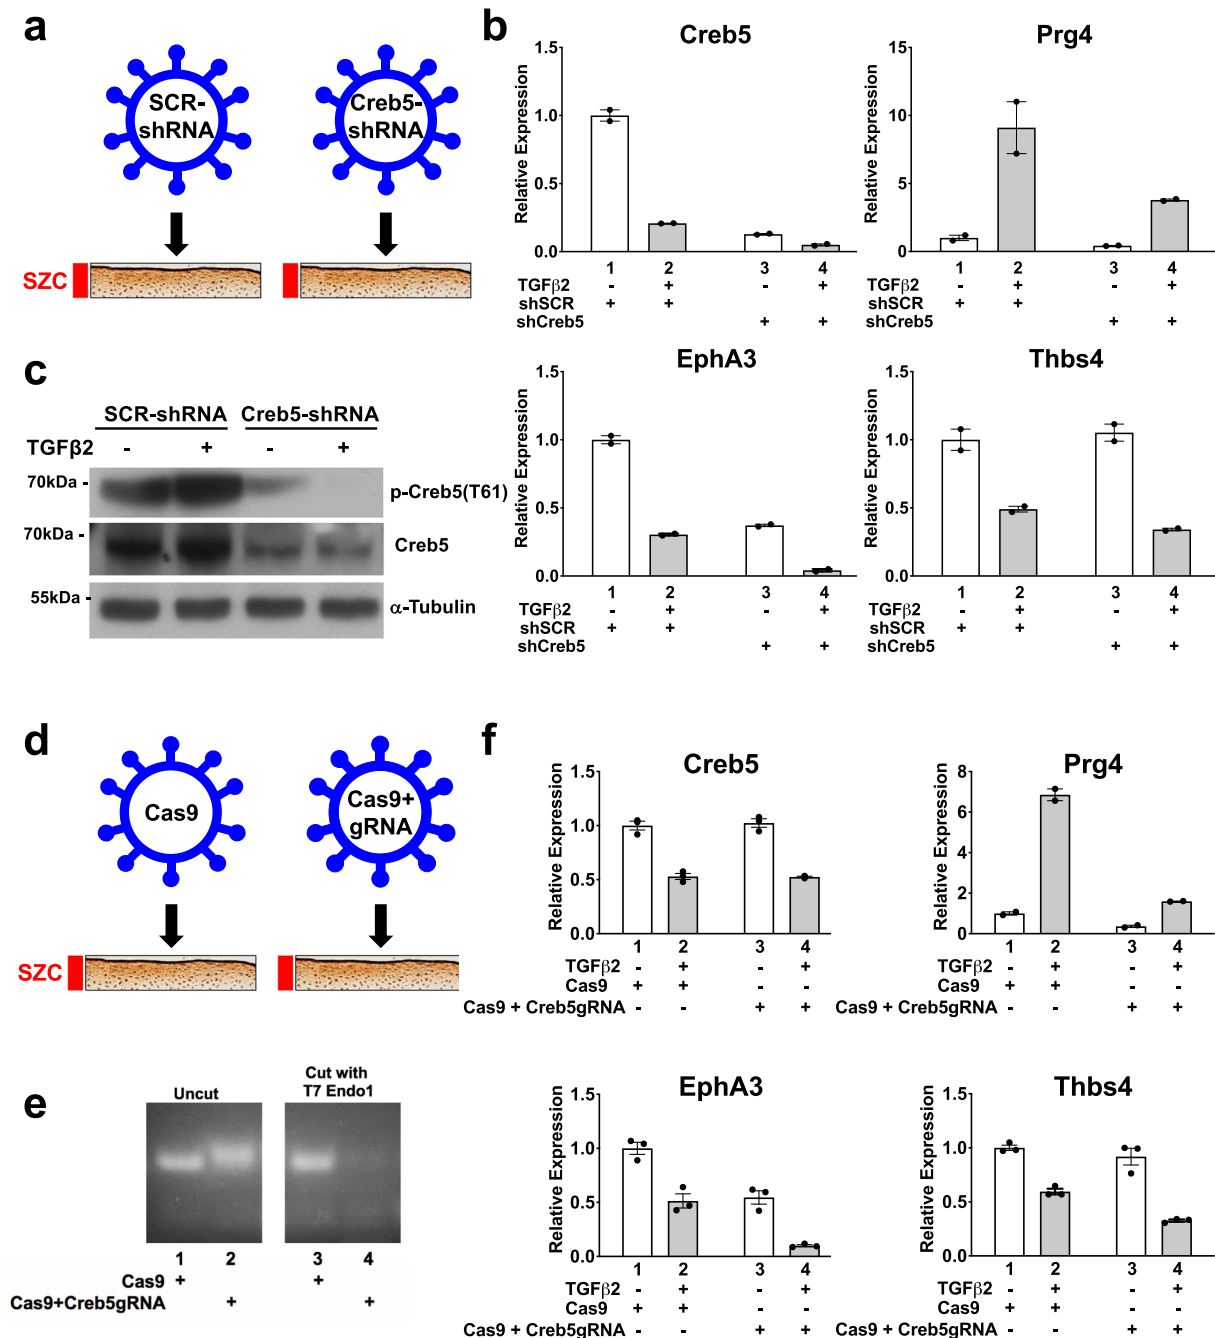 a
SCR-
shRNA
Creb5-
shRNA
SZC
b
Creb5
Relative Expression
1.5
1.0
0.5
0.0
1 2 3 4
TGFβ2 - + - +
shSCR + +
shCreb5 + +
Prg4
Relative Expression
15
10
5
0
1 2 3 4
TGFβ2 - + - +
shSCR + +
shCreb5 + +
EphA3
Relative Expression
1.5
1.0
0.5
0.0
1 2 3 4
TGFβ2 - + - +
shSCR + +
shCreb5 + +
Thbs4
Relative Expression
1.5
1.0
0.5
0.0
1 2 3 4
TGFβ2 - + - +
shSCR + +
shCreb5 + +
c
SCR-shRNA Creb5-shRNA
TGFβ2 - + - +
70kDa -
p-Creb5(T61)
70kDa -
Creb5
55kDa -
α-Tubulin
d
Cas9
Cas9+
gRNA
SZC
e
Uncut
Cut with
T7 Endo1
1 2 3 4
Cas9 + +
Cas9+Creb5gRNA + +
f
Creb5
Relative Expression
1.5
1.0
0.5
0.0
1 2 3 4
TGFβ2 - + - +
Cas9 + + - -
Cas9 + Creb5gRNA - - + +
Prg4
Relative Expression
8
6
4
2
0
1 2 3 4
TGFβ2 - + - +
Cas9 + + - -
Cas9 + Creb5gRNA - - + +
EphA3
Relative Expression
1.5
1.0
0.5
0.0
1 2 3 4
TGFβ2 - + - +
Cas9 + + - -
Cas9 + Creb5gRNA - - + +
Thbs4
Relative Expression
1.5
1.0
0.5
0.0
1 2 3 4
TGFβ2 - + - +
Cas9 + + - -
Cas9 + Creb5gRNA - - + +